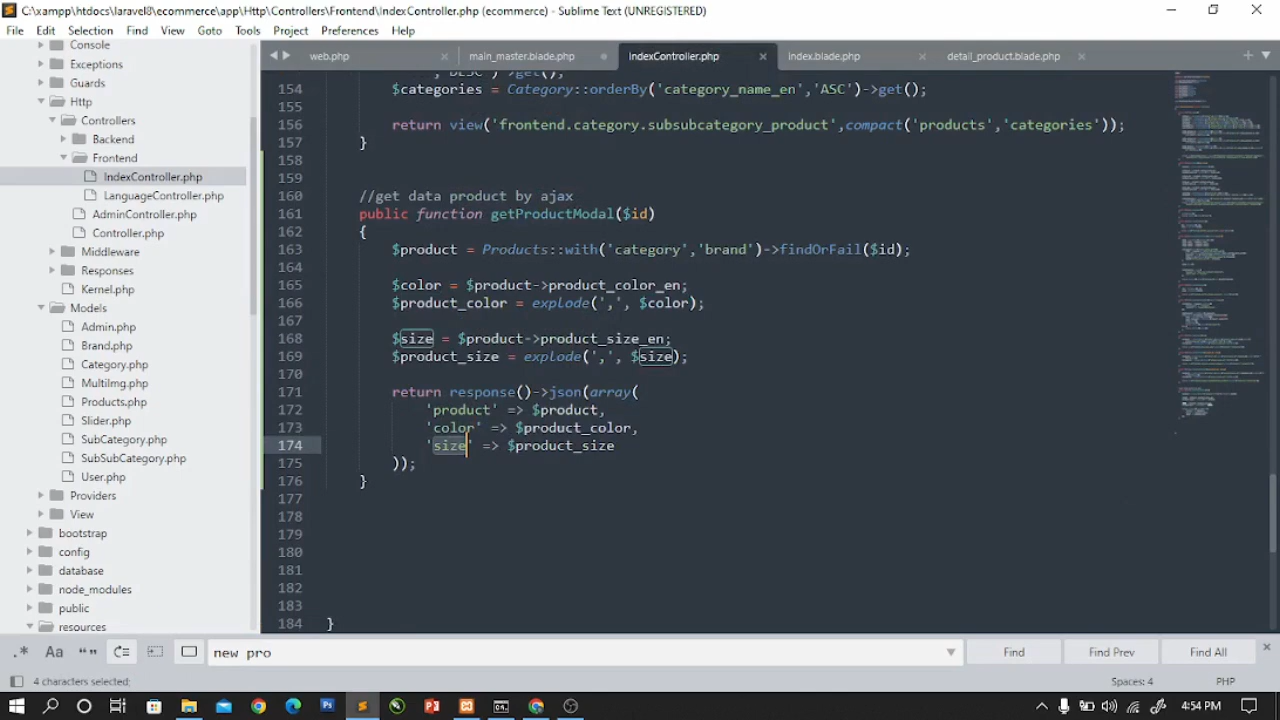 C:\xampp\htdocs\laravel8\ecommerce\app\Http\Controllers\Frontend\IndexController.php (ecommerce) - Sublime Text (UNREGISTERED)
File Edit Selection Find View Goto Tools Project Preferences Help
Console
Exceptions
Guards
Http
Controllers
Backend
Frontend
IndexController.php
LanguageController.php
AdminController.php
Controller.php
Middleware
Responses
Kernel.php
Models
Admin.php
Brand.php
Category.php
MultiImg.php
Products.php
Slider.php
SubCategory.php
SubSubCategory.php
User.php
Providers
View
bootstrap
config
database
node_modules
public
resources
web.php main_master.blade.php IndexController.php index.blade.php detail_product.blade.php
,'DESC')->get();
154 $categories = Category::orderBy('category_name_en','ASC')->get();
155
156 return view('frontend.category.subsubcategory_product',compact('products','categories'));
157 }
158
159
160 //get data product by ajax
161 public function getProductModal($id)
162 {
163 $product = Products::with('category','brand')->findOrFail($id);
164
165 $color = $product->product_color_en;
166 $product_color = explode(',', $color);
167
168 $size = $product->product_size_en;
169 $product_size = explode(',', $size);
170
171 return response()->json(array(
172 'product' => $product,
173 'color' => $product_color,
174 'size' => $product_size
175 ));
176 }
177
178
179
180
181
182
183
184 }
.* Aa “” new pro Find Find Prev Find All
4 characters selected; Spaces: 4 PHP
4:54 PM